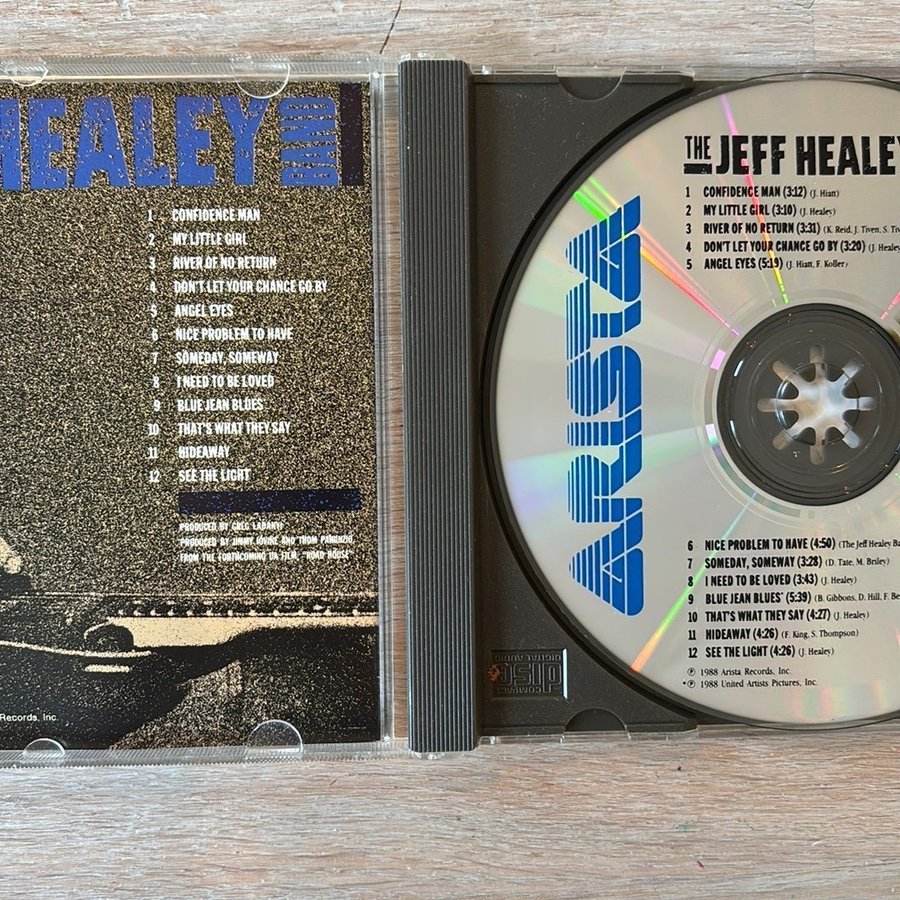 HEALEY BAND
1 CONFIDENCE MAN
2 MY LITTLE GIRL
3 RIVER OF NO RETURN
4 DON'T LET YOUR CHANCE GO BY
5 ANGEL EYES
6 NICE PROBLEM TO HAVE
7 SOMEDAY, SOMEWAY
8 I NEED TO BE LOVED
9 BLUE JEAN BLUES
10 THAT'S WHAT THEY SAY
11 HIDEAWAY
12 SEE THE LIGHT
PRODUCED BY GREG LADANYI
*PRODUCED BY JIMMY IOVINE AND THOM PANUNZIO,
FROM THE FORTHCOMING UA FILM, "ROAD HOUSE"
Records, Inc.
COMPACT
disc
DIGITAL AUDIO
ARISTA
THE JEFF HEALEY
1 CONFIDENCE MAN (3:12) (J. Hiatt)
2 MY LITTLE GIRL (3:10) (J. Healey)
3 RIVER OF NO RETURN (3:31) (K. Reid, J. Tiven, S. Tiv
4 DON'T LET YOUR CHANCE GO BY (3:20) (J. Healey
5 ANGEL EYES (5:19) (J. Hiatt, F. Koller)
6 NICE PROBLEM TO HAVE (4:50) (The Jeff Healey Ba
7 SOMEDAY, SOMEWAY (3:28) (D. Tate, M. Briley)
8 I NEED TO BE LOVED (3:43) (J. Healey)
9 BLUE JEAN BLUES* (5:39) (B. Gibbons, D. Hill, F. Be
10 THAT'S WHAT THEY SAY (4:27) (J. Healey)
11 HIDEAWAY (4:26) (F. King, S. Thompson)
12 SEE THE LIGHT (4:26) (J. Healey)
℗ 1988 Arista Records, Inc.
*℗ 1988 United Artists Pictures, Inc.